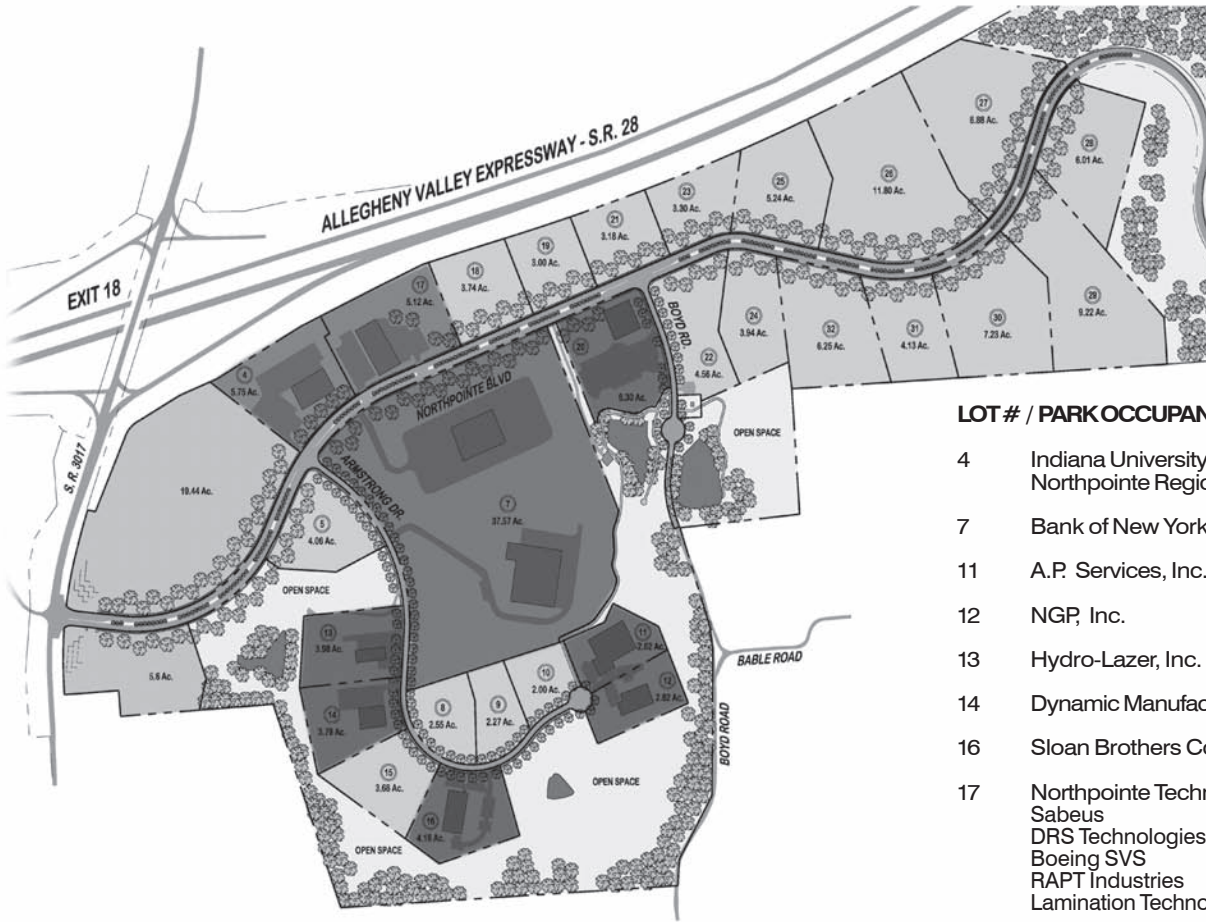 ALLEGHENY VALLEY EXPRESSWAY - S.R. 28
EXIT 18
S.R. 3017
NORTHPOINTE BLVD
ARMSTRONG DR.
BOYD RD.
BABLE ROAD
BOYD ROAD
27
6.88 Ac.
28
6.01 Ac.
26
11.80 Ac.
25
5.24 Ac.
23
3.30 Ac.
21
3.18 Ac.
19
3.00 Ac.
18
3.74 Ac.
17
5.12 Ac.
4
5.75 Ac.
20
6.30 Ac.
22
4.56 Ac.
24
3.94 Ac.
32
6.25 Ac.
31
4.13 Ac.
30
7.23 Ac.
29
9.22 Ac.
OPEN SPACE
19.44 Ac.
5
4.06 Ac.
7
37.57 Ac.
OPEN SPACE
13
3.58 Ac.
14
3.78 Ac.
5.6 Ac.
8
2.55 Ac.
9
2.27 Ac.
10
2.00 Ac.
11
2.02 Ac.
12
2.82 Ac.
15
3.68 Ac.
16
4.18 Ac.
OPEN SPACE
OPEN SPACE
LOT # / PARK OCCUPAN
4 Indiana University
Northpointe Regio
7 Bank of New York
11 A.P. Services, Inc.
12 NGP, Inc.
13 Hydro-Lazer, Inc.
14 Dynamic Manufac
16 Sloan Brothers Co
17 Northpointe Techn
Sabeus
DRS Technologies
Boeing SVS
RAPT Industries
Lamination Techno